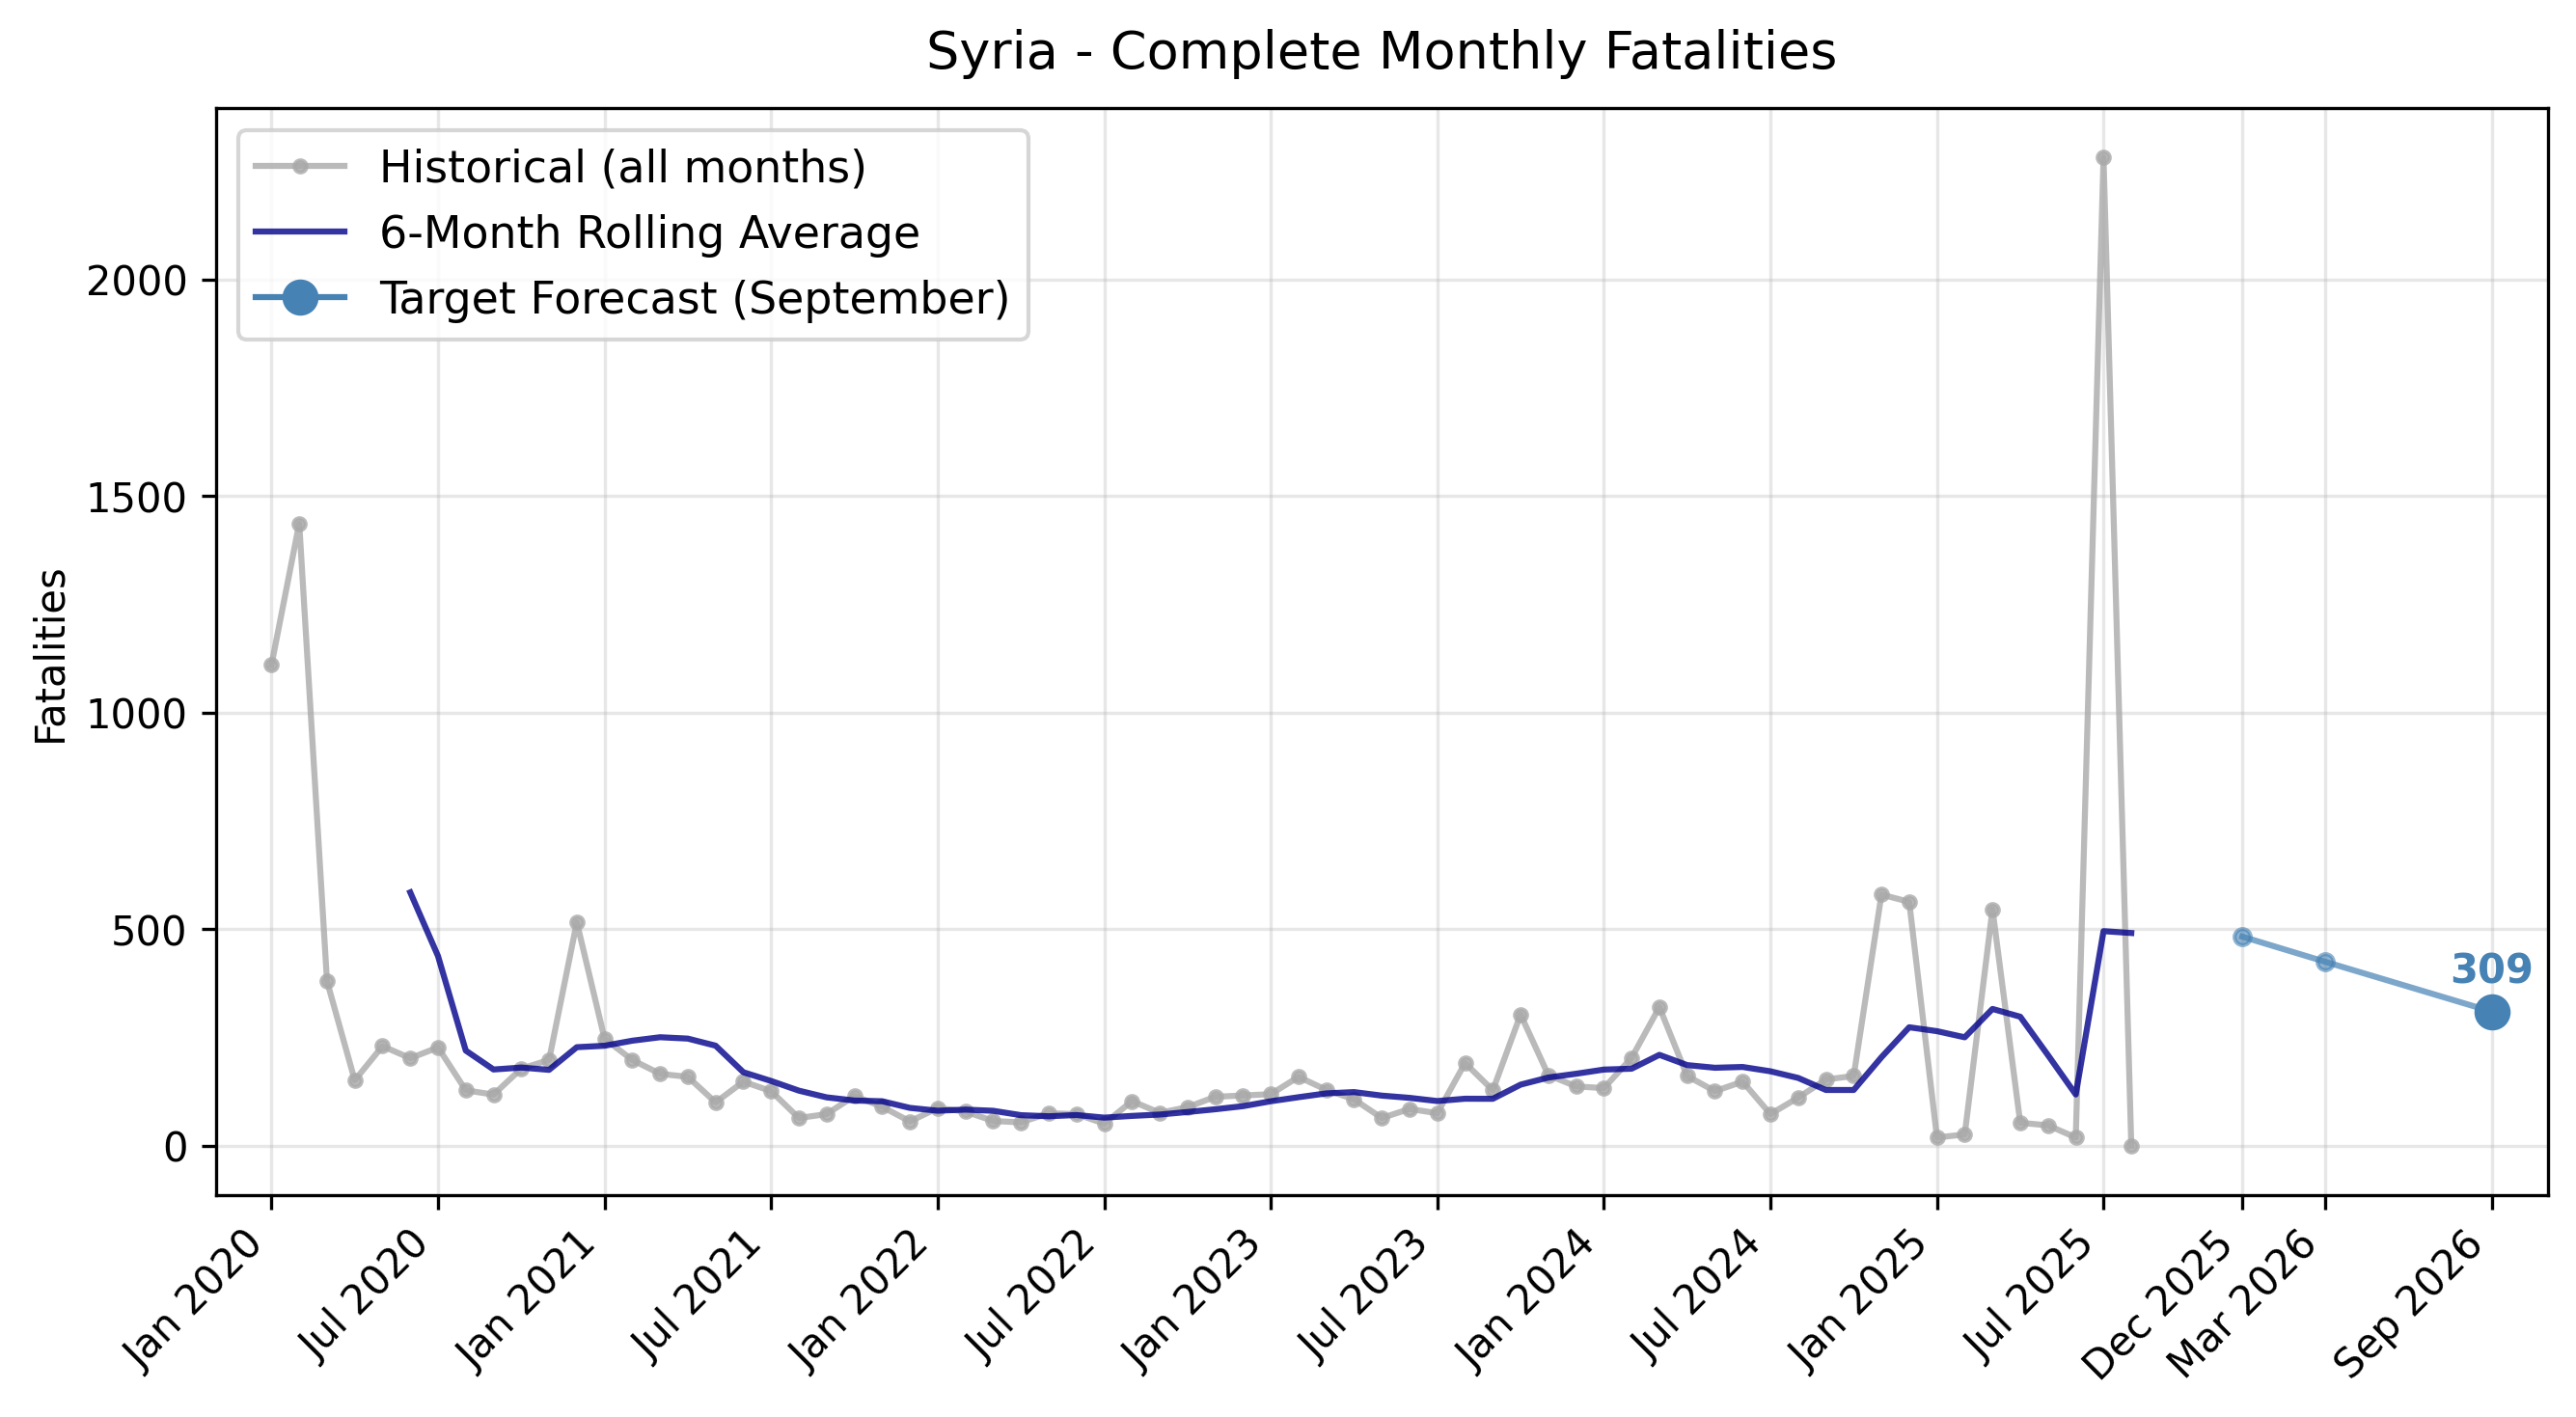 Syria - Complete Monthly Fatalities
Historical (all months)
6-Month Rolling Average
Target Forecast (September)
Fatalities
2000
1500
1000
500
0
309
Jan 2020
Jul 2020
Jan 2021
Jul 2021
Jan 2022
Jul 2022
Jan 2023
Jul 2023
Jan 2024
Jul 2024
Jan 2025
Jul 2025
Dec 2025
Mar 2026
Sep 2026